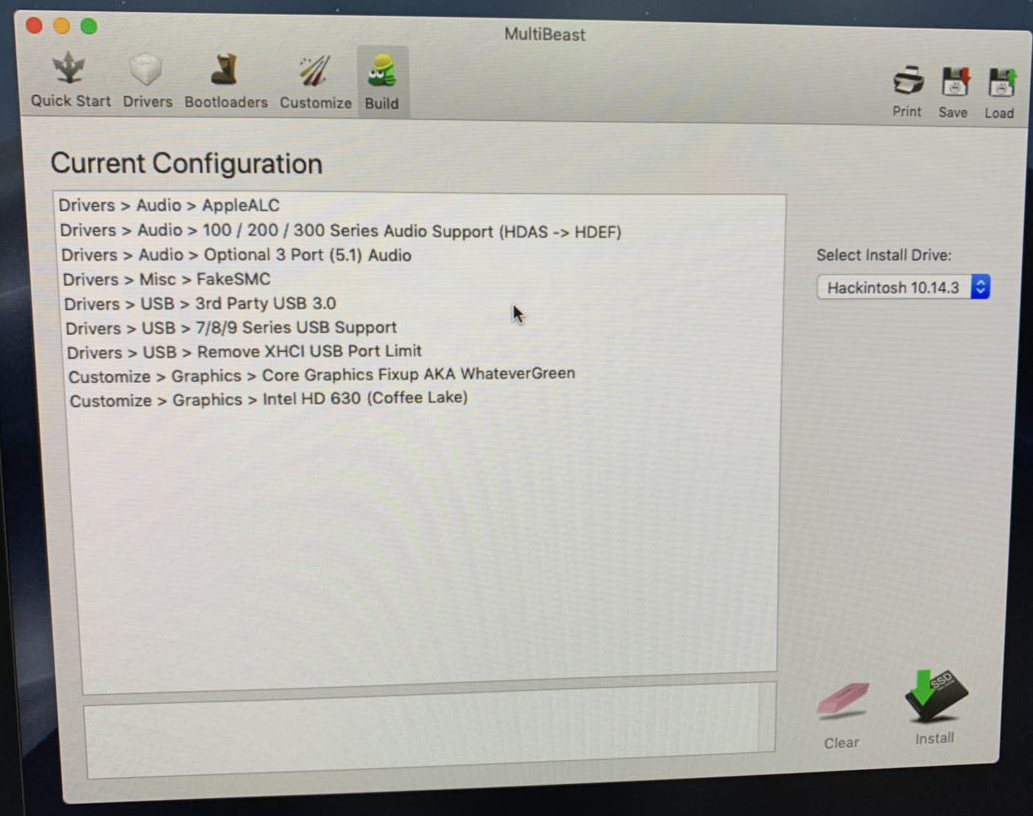 MultiBeast
Quick Start Drivers Bootloaders Customize Build
Print Save Load
Current Configuration
Drivers > Audio > AppleALC
Drivers > Audio > 100 / 200 / 300 Series Audio Support (HDAS -> HDEF)
Drivers > Audio > Optional 3 Port (5.1) Audio
Drivers > Misc > FakeSMC
Drivers > USB > 3rd Party USB 3.0
Drivers > USB > 7/8/9 Series USB Support
Drivers > USB > Remove XHCI USB Port Limit
Customize > Graphics > Core Graphics Fixup AKA WhateverGreen
Customize > Graphics > Intel HD 630 (Coffee Lake)
Select Install Drive:
Hackintosh 10.14.3
SSD
Clear Install